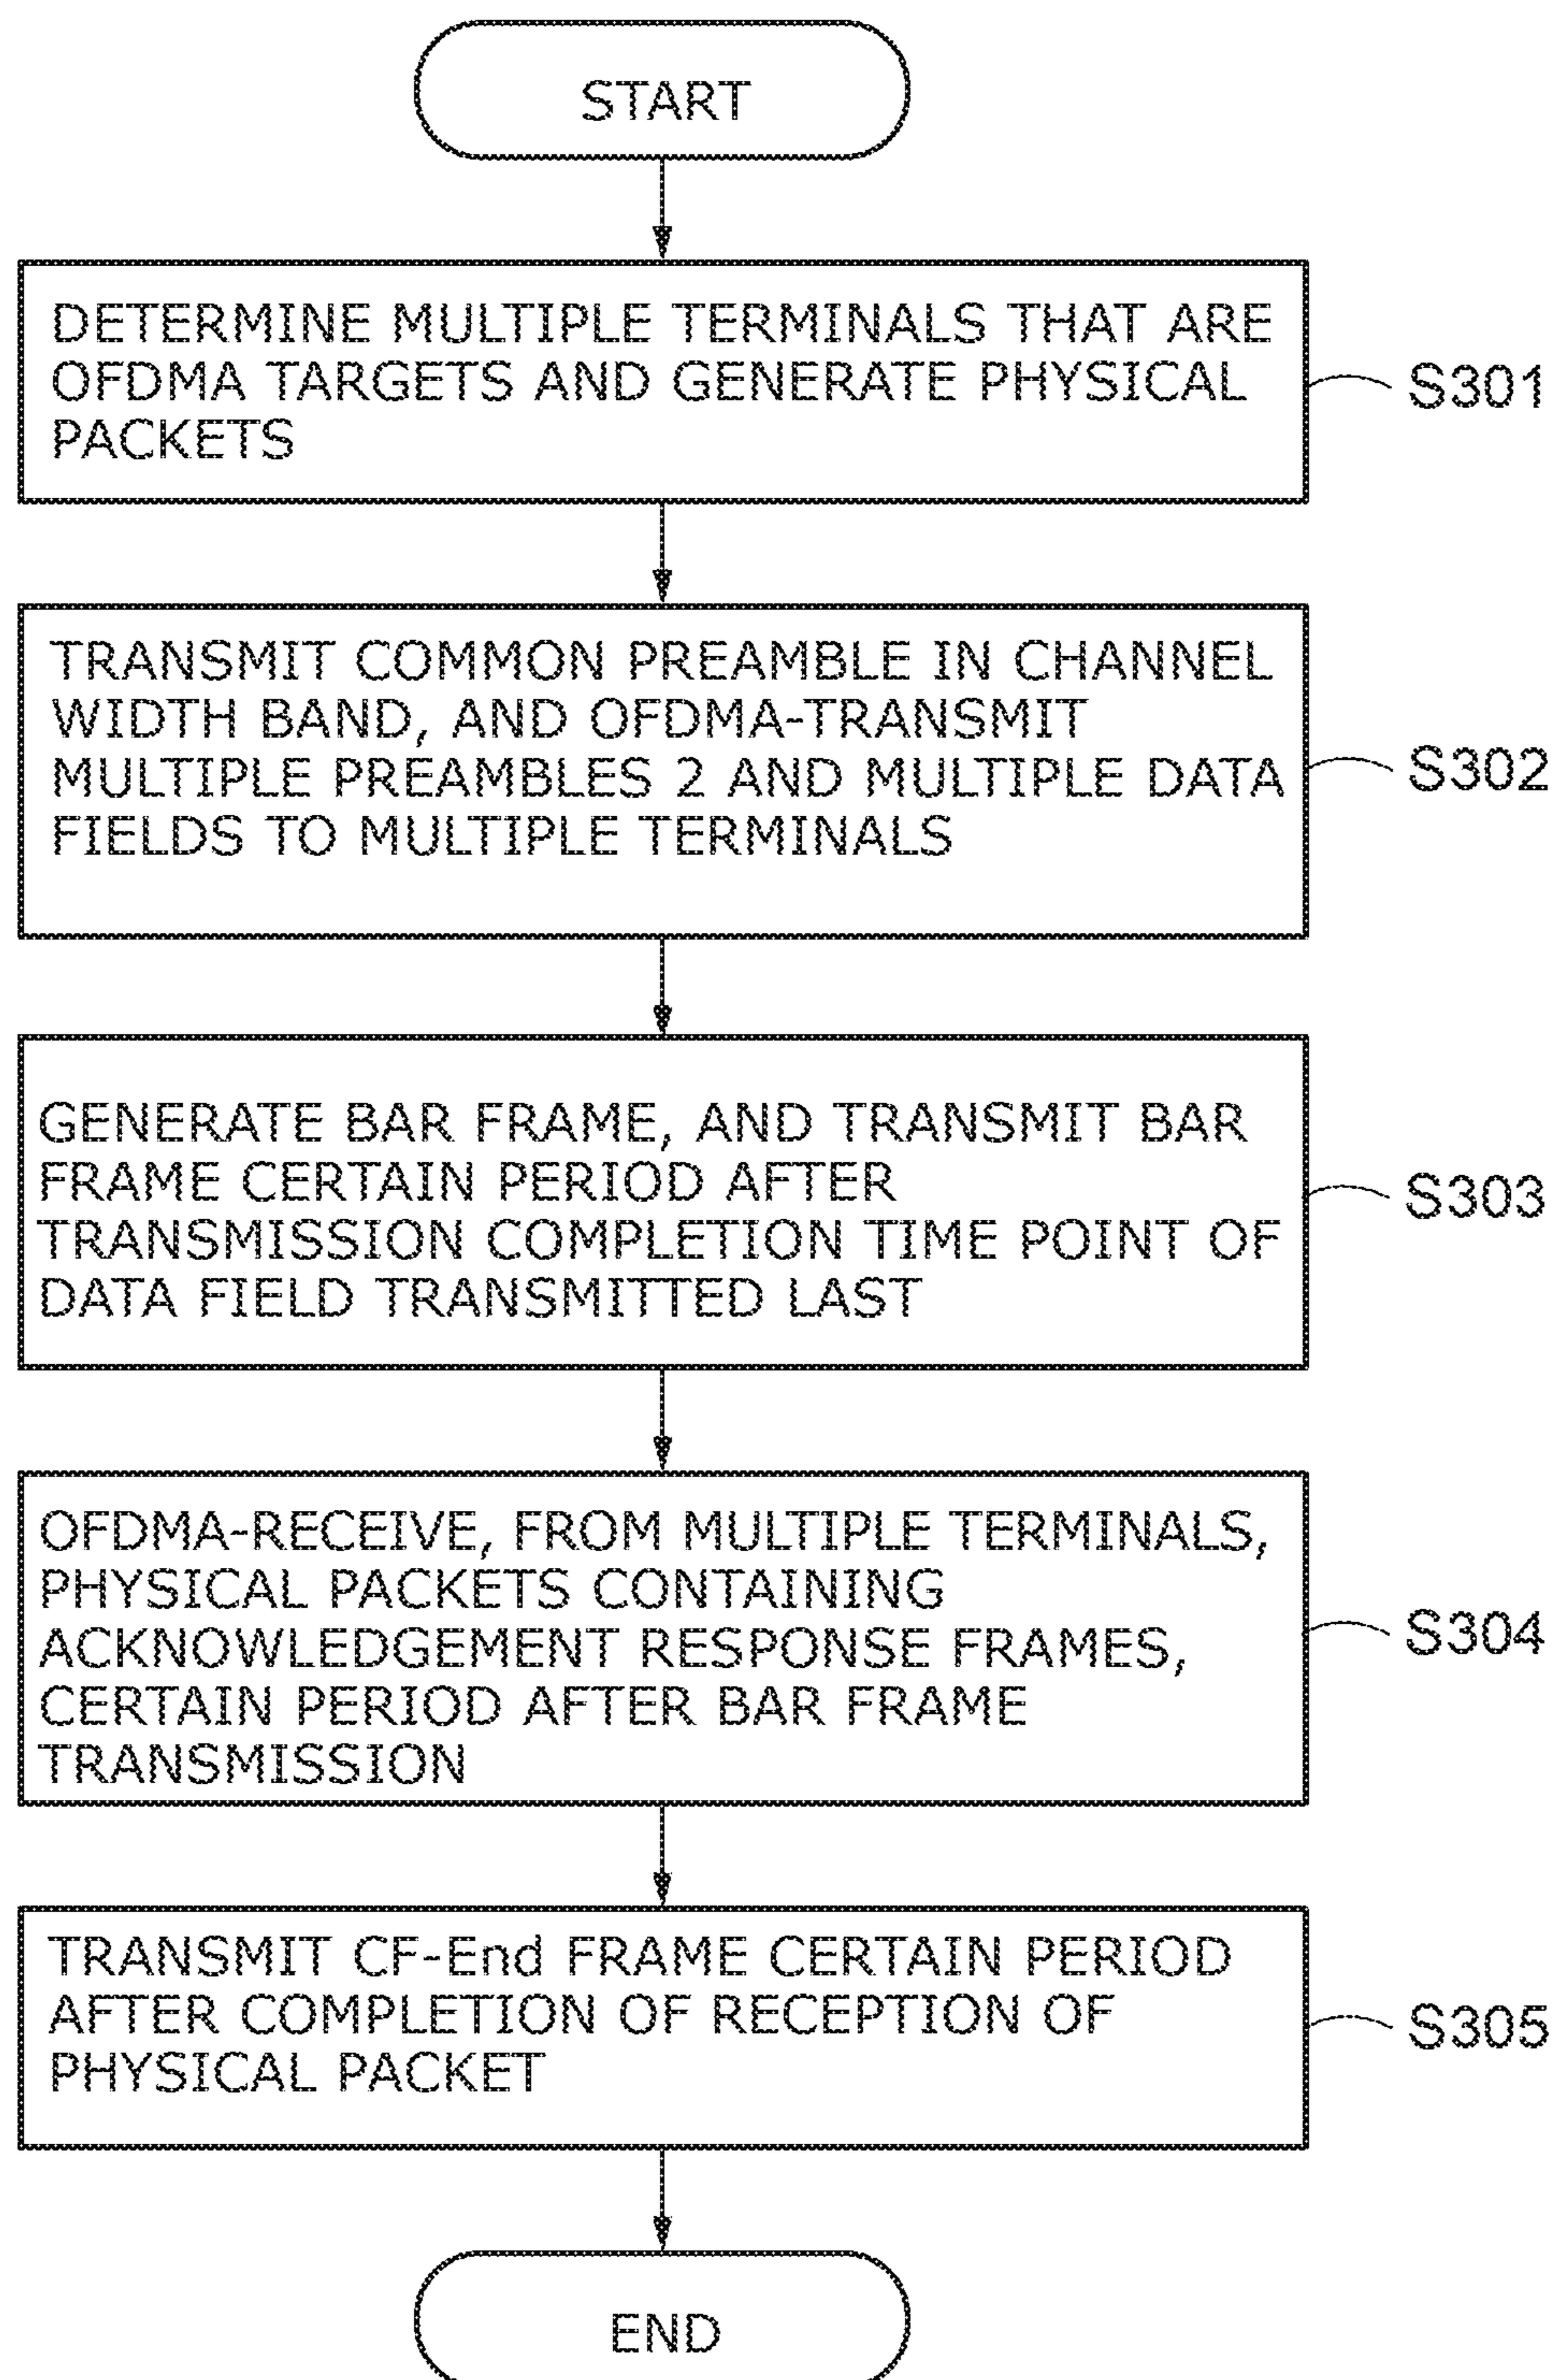 START
DETERMINE MULTIPLE TERMINALS THAT ARE
OFDMA TARGETS AND GENERATE PHYSICAL
PACKETS
S301
TRANSMIT COMMON PREAMBLE IN CHANNEL
WIDTH BAND, AND OFDMA-TRANSMIT
MULTIPLE PREAMBLES 2 AND MULTIPLE DATA
FIELDS TO MULTIPLE TERMINALS
S302
GENERATE BAR FRAME, AND TRANSMIT BAR
FRAME CERTAIN PERIOD AFTER
TRANSMISSION COMPLETION TIME POINT OF
DATA FIELD TRANSMITTED LAST
S303
OFDMA-RECEIVE, FROM MULTIPLE TERMINALS,
PHYSICAL PACKETS CONTAINING
ACKNOWLEDGEMENT RESPONSE FRAMES,
CERTAIN PERIOD AFTER BAR FRAME
TRANSMISSION
S304
TRANSMIT CF-End FRAME CERTAIN PERIOD
AFTER COMPLETION OF RECEPTION OF
PHYSICAL PACKET
S305
END